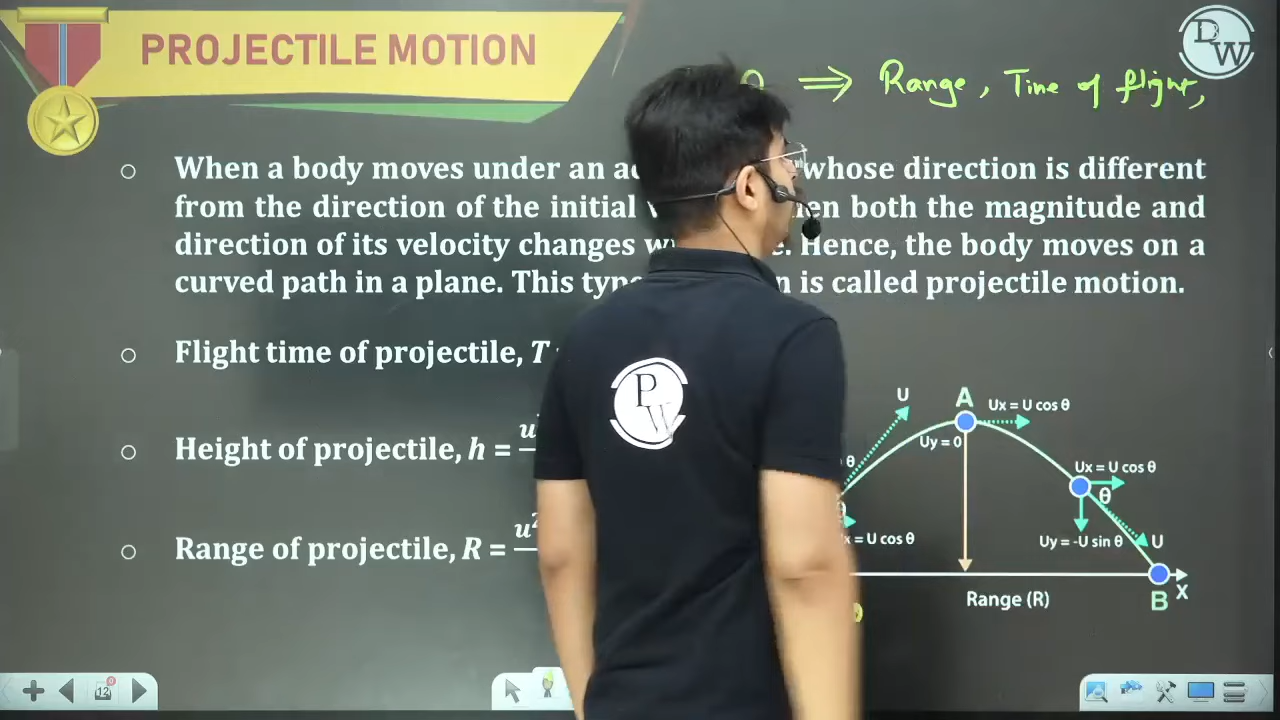 PROJECTILE MOTION
⇒ Range, Time of flight,
When a body moves under an whose direction is different
from the direction of the initial both the magnitude and
direction of its velocity changes Hence, the body moves on a
curved path in a plane. This is called projectile motion.
Flight time of projectile, T
Height of projectile, h =
Range of projectile, R =
U
A
Ux = U cos θ
θ
Uy = 0
Ux = U cos θ
θ
= U cos θ
Uy = -U sin θ
U
Range (R)
B
X
P
W
P
W
12